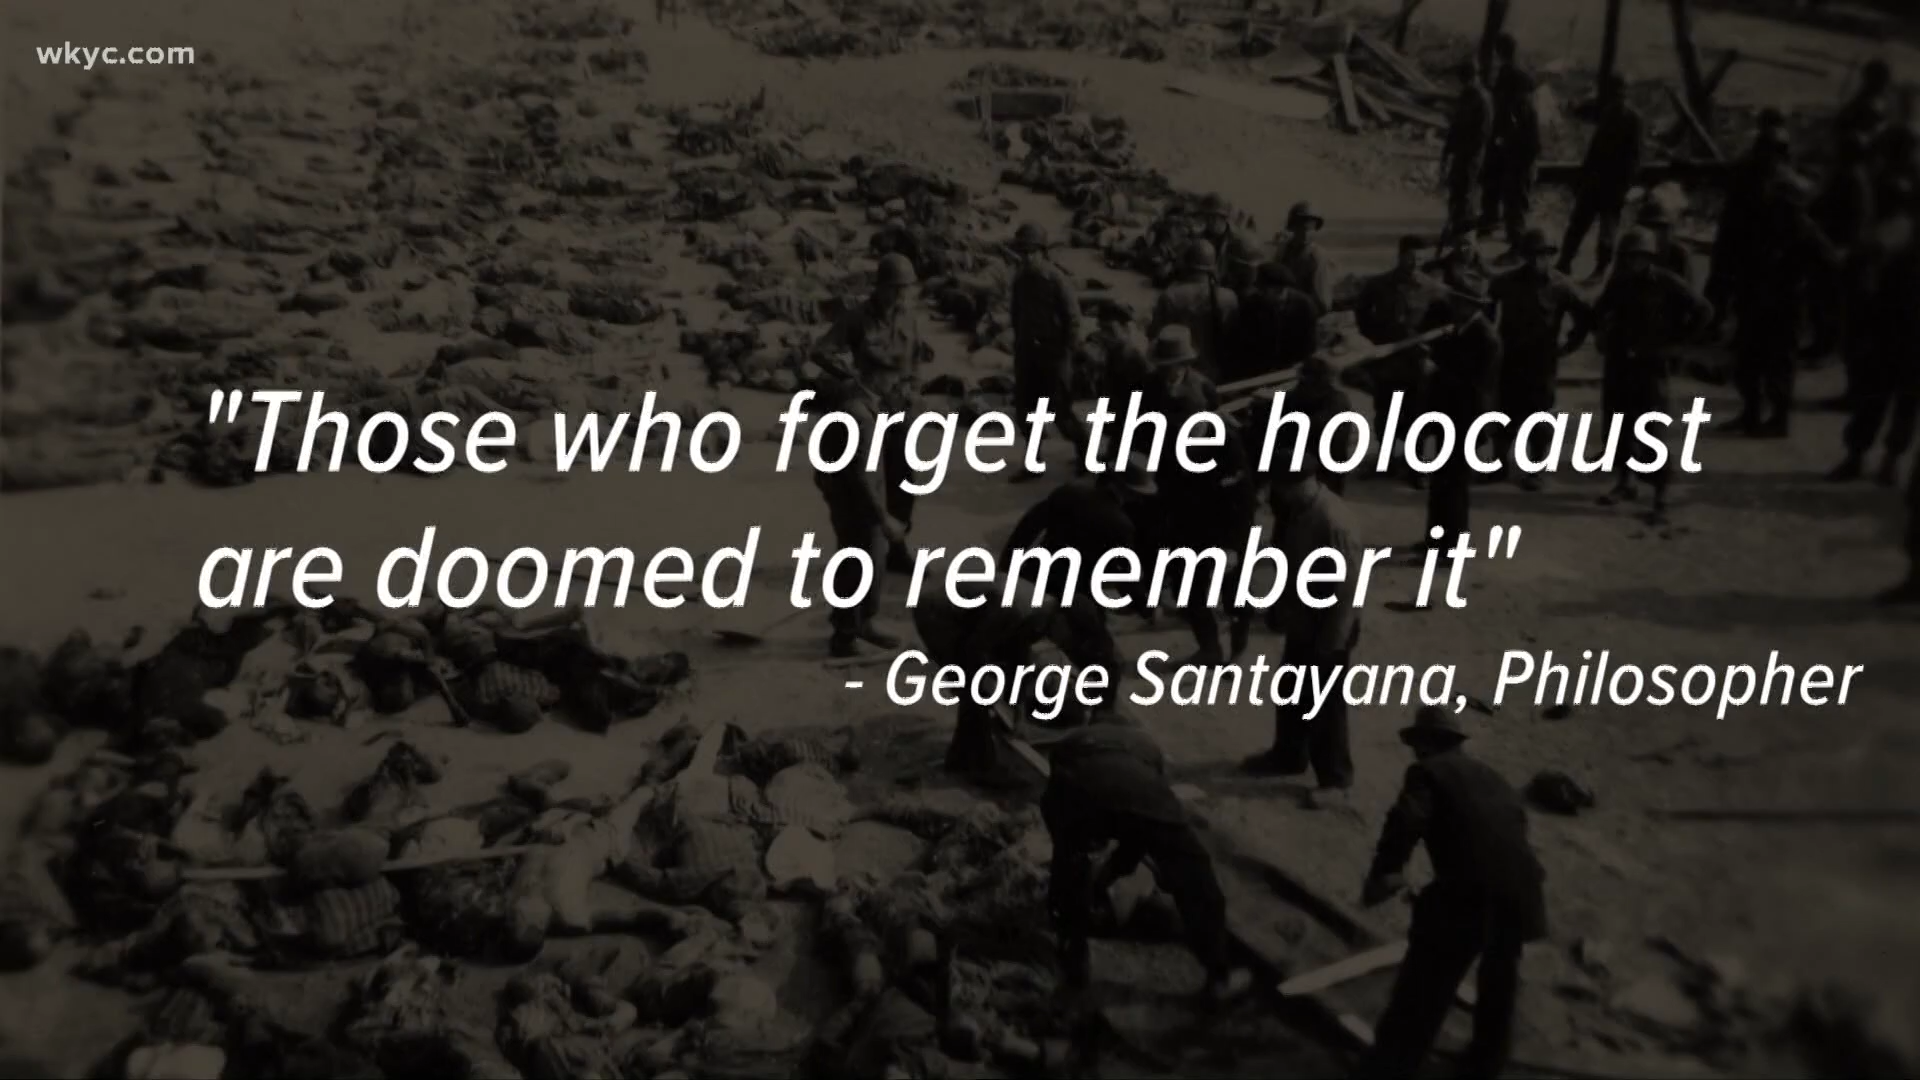 wkyc.com
"Those who forget the holocaust
are doomed to remember it"
- George Santayana, Philosopher